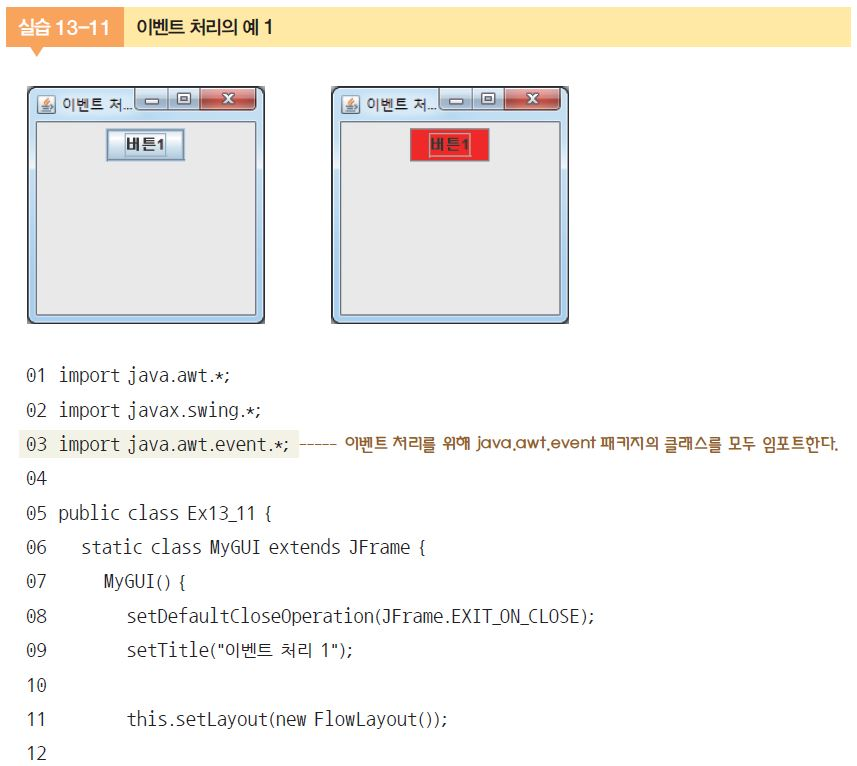 실습 13-11 이벤트 처리의 예 1
이벤트 처... 이벤트 처...
버튼1 버튼1
01 import java.awt.*;
02 import javax.swing.*;
03 import java.awt.event.*; ----- 이벤트 처리를 위해 java.awt.event 패키지의 클래스를 모두 임포트한다.
04
05 public class Ex13_11 {
06 static class MyGUI extends JFrame {
07 MyGUI() {
08 setDefaultCloseOperation(JFrame.EXIT_ON_CLOSE);
09 setTitle("이벤트 처리 1");
10
11 this.setLayout(new FlowLayout());
12